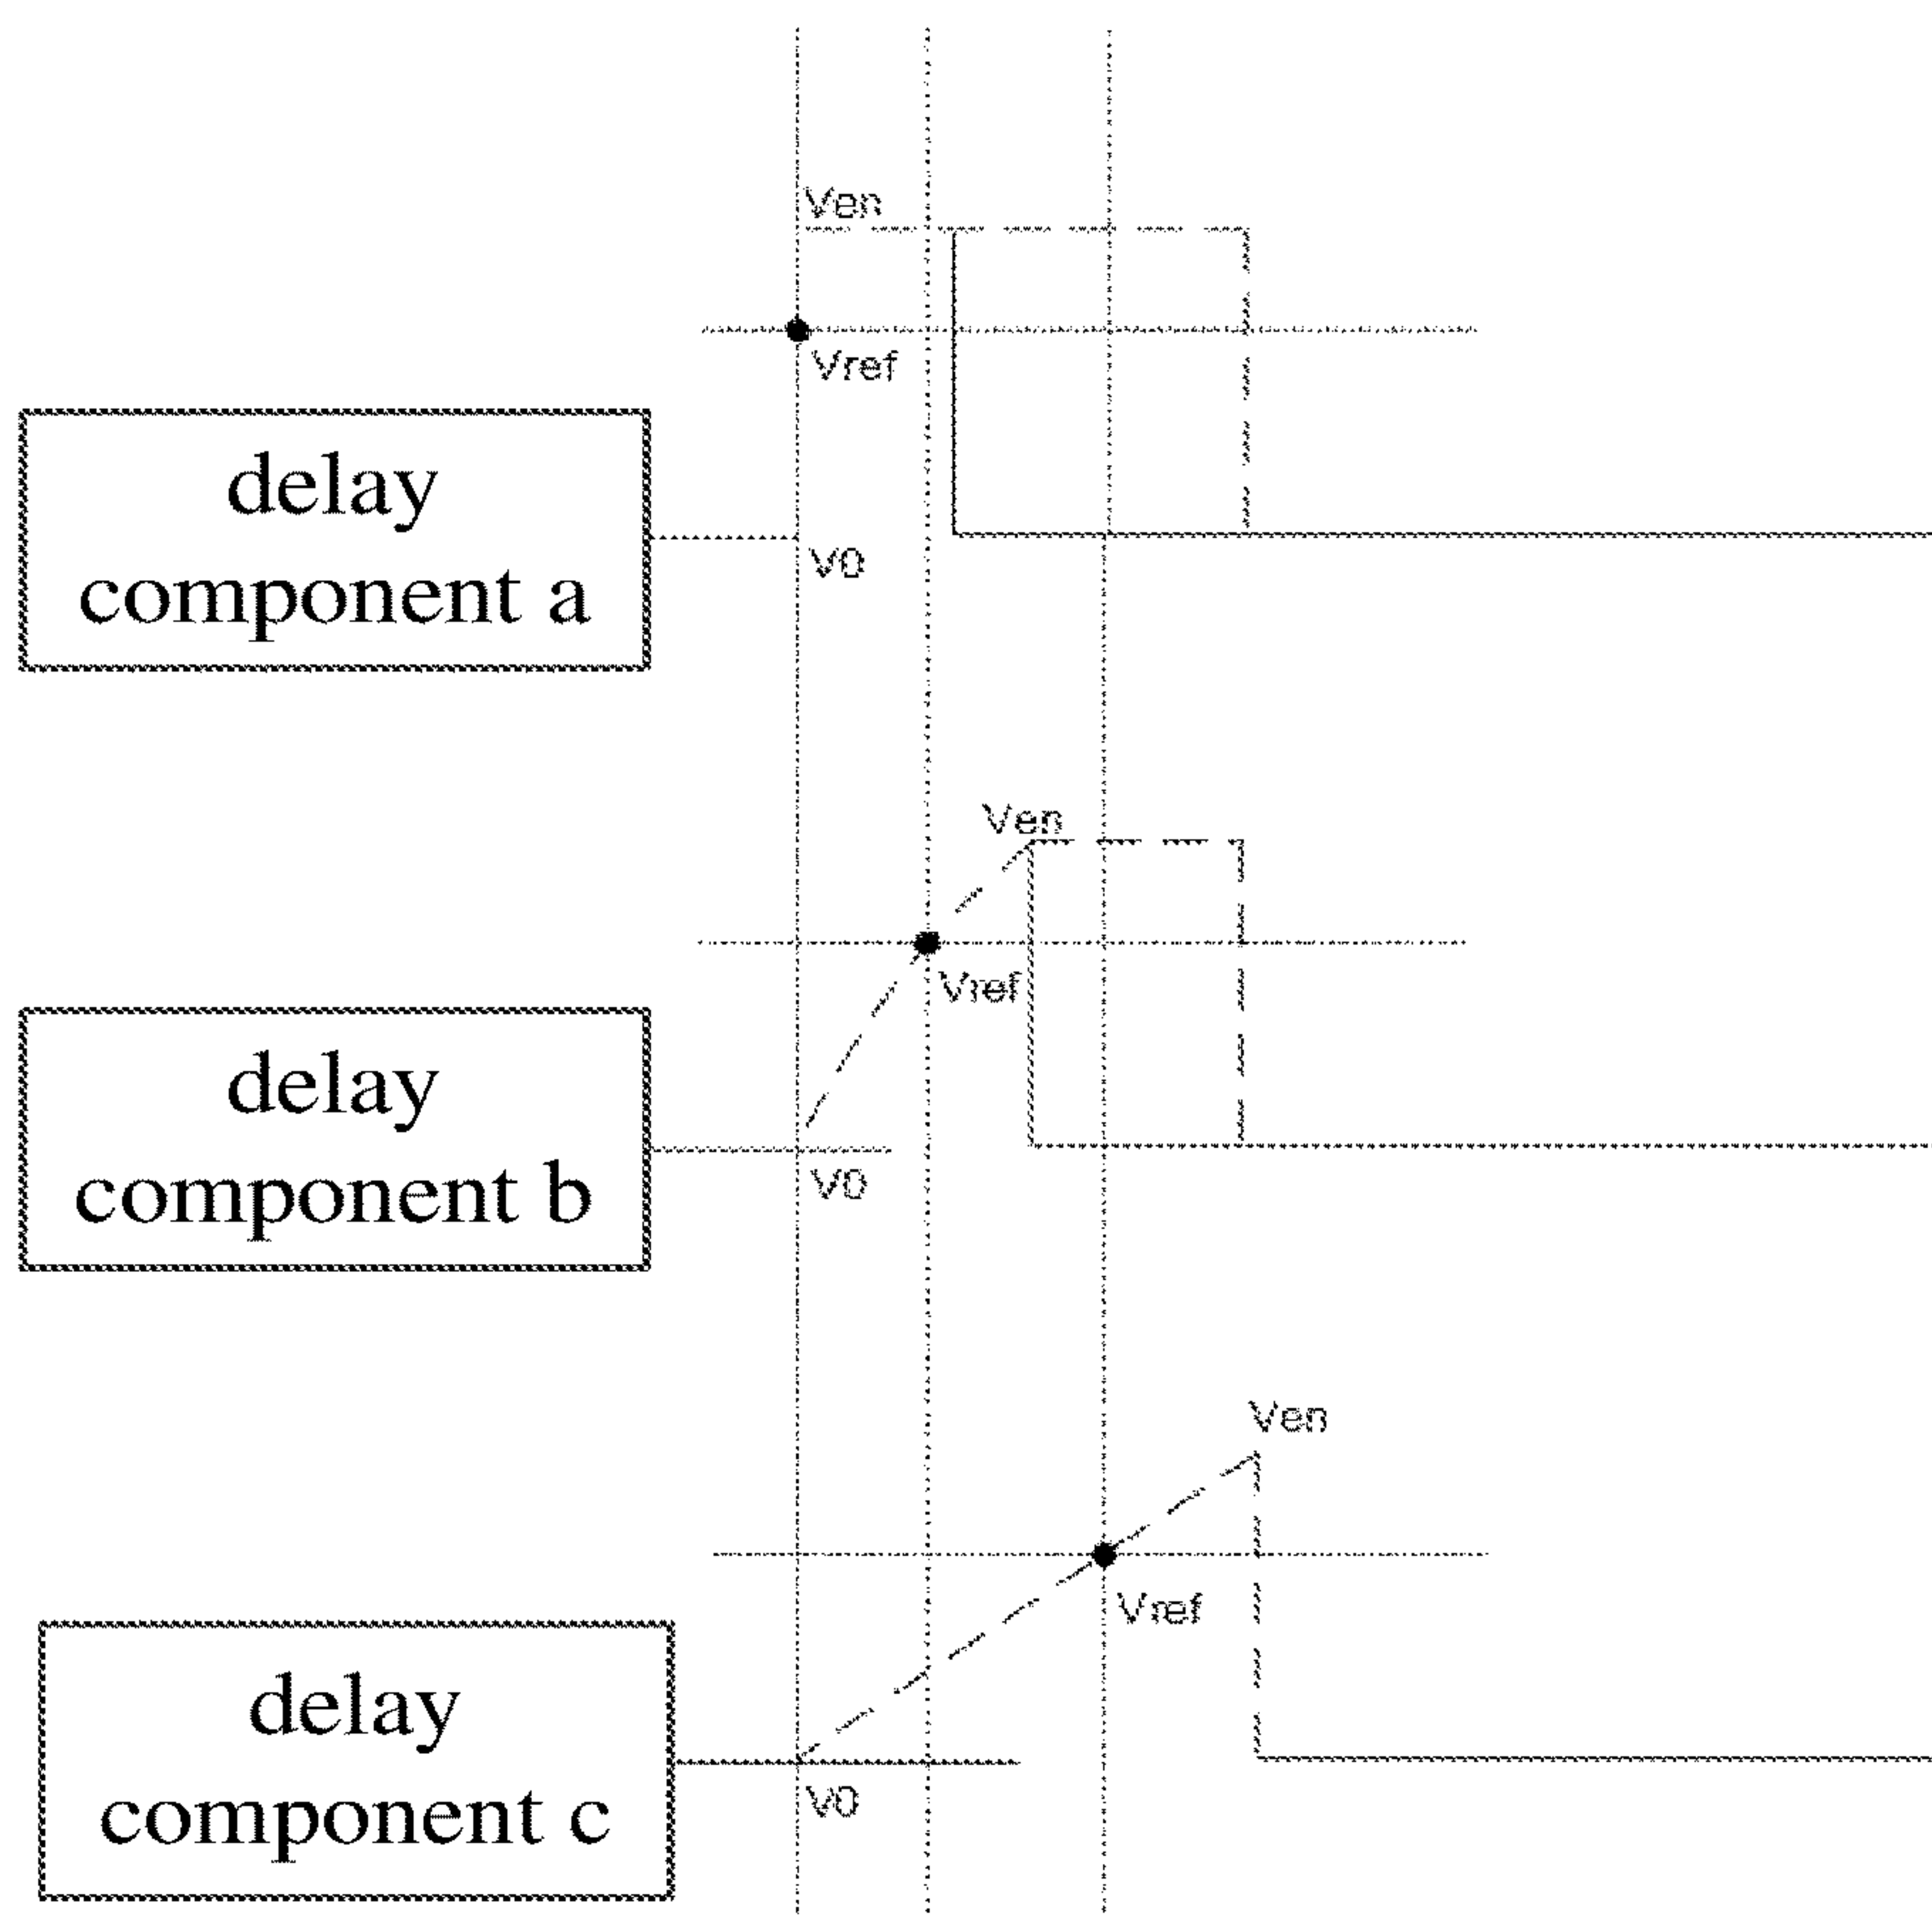 Ven
Vref
delay
component a
V0
Ven
Vref
delay
component b
V0
Ven
Vref
delay
component c
V0